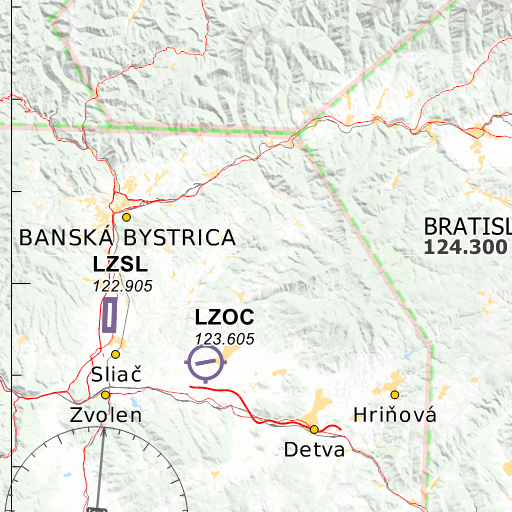 BRATISL
124.300
BANSKÁ BYSTRICA
LZSL
122.905
LZOC
123.605
Sliač
Zvolen
Hriňová
Detva